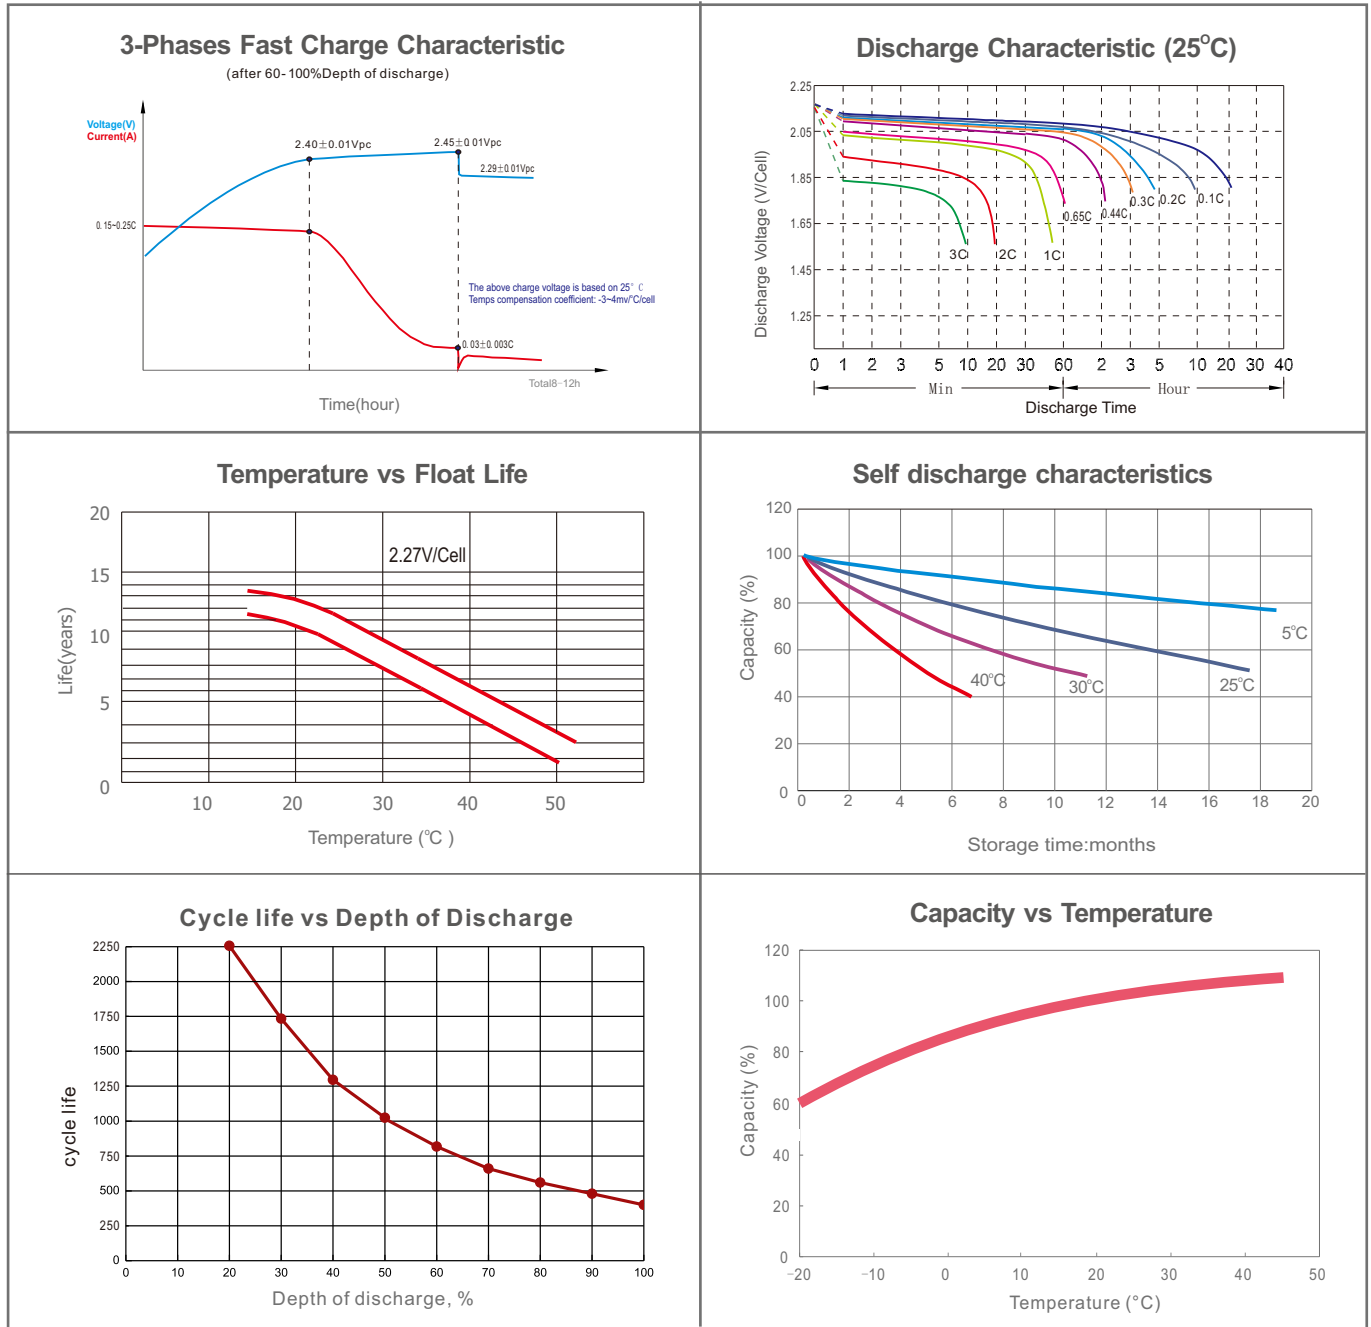 3-Phases Fast Charge Characteristic
(after 60-100%Depth of discharge)
Voltage(V)
Current(A)
2.40±0.01Vpc
2.45±0.01Vpc
2.29±0.01Vpc
0.15~0.25C
The above charge voltage is based on 25° C
Temps compensation coefficient: -3~4mv/°C/cell
0.03±0.003C
Total8-12h
Time(hour)
Discharge Characteristic (25°C)
Discharge Voltage (V/Cell)
2.25
2.05
1.85
1.65
1.45
1.25
3C
2C
1C
0.65C
0.44C
0.3C
0.2C
0.1C
0 1 2 3 5 10 20 30 60 2 3 5 10 20 30 40
Min
Hour
Discharge Time
Temperature vs Float Life
Life(years)
20
15
10
5
0
2.27V/Cell
10 20 30 40 50
Temperature (°C )
Self discharge characteristics
Capacity (%)
120
100
80
60
40
20
0
5°C
25°C
30°C
40°C
0 2 4 6 8 10 12 14 16 18 20
Storage time:months
Cycle life vs Depth of Discharge
cycle life
2250
2000
1750
1500
1250
1000
750
500
250
0
0 10 20 30 40 50 60 70 80 90 100
Depth of discharge, %
Capacity vs Temperature
Capacity (%)
120
100
80
60
40
20
0
-20 -10 0 10 20 30 40 50
Temperature (°C)